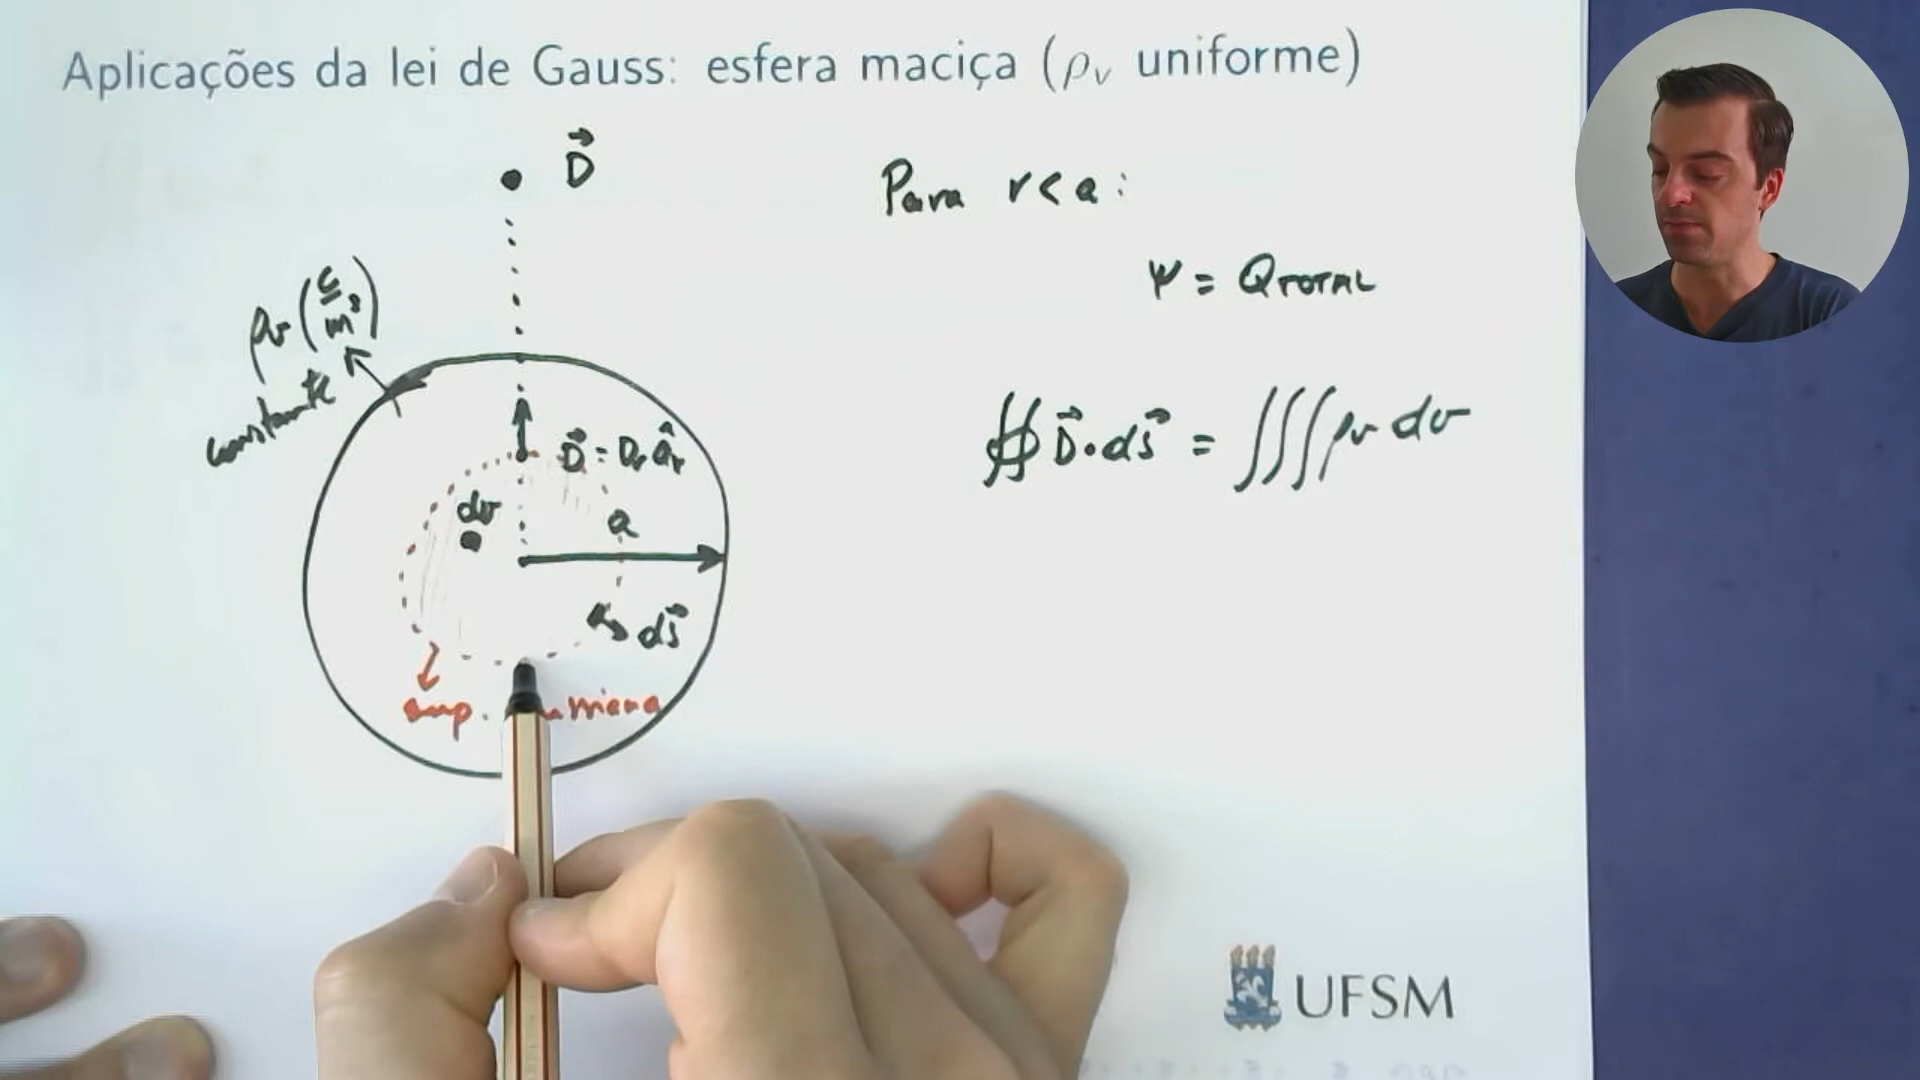 Aplicações da lei de Gauss: esfera maciça (ρᵥ uniforme)
D⃗
Para r < a:
ρv (C/m³)
constante
ψ = QTOTAL
D⃗ = Dr âr
∯ D⃗ · ds⃗ = ∭ ρv dv
dv
a
ds⃗
sup.
UFSM